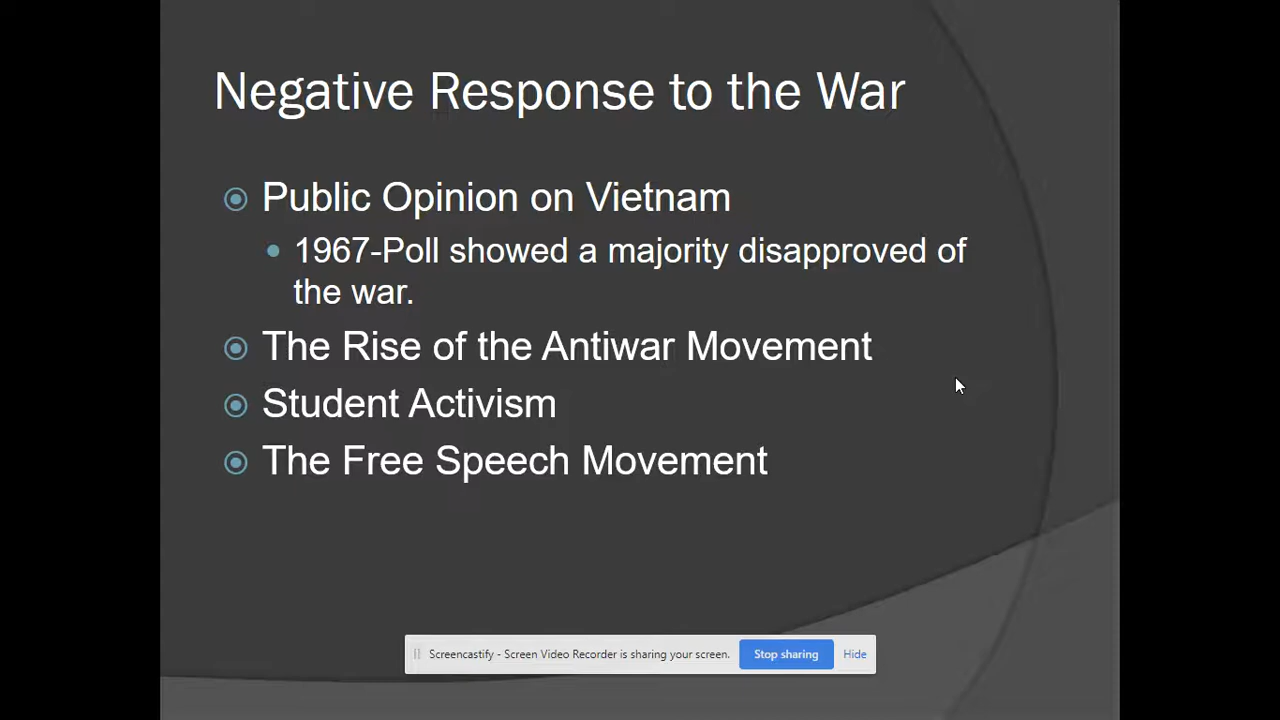 Negative Response to the War
Public Opinion on Vietnam
1967-Poll showed a majority disapproved of
the war.
The Rise of the Antiwar Movement
Student Activism
The Free Speech Movement
Screencastify - Screen Video Recorder is sharing your screen. Stop sharing Hide